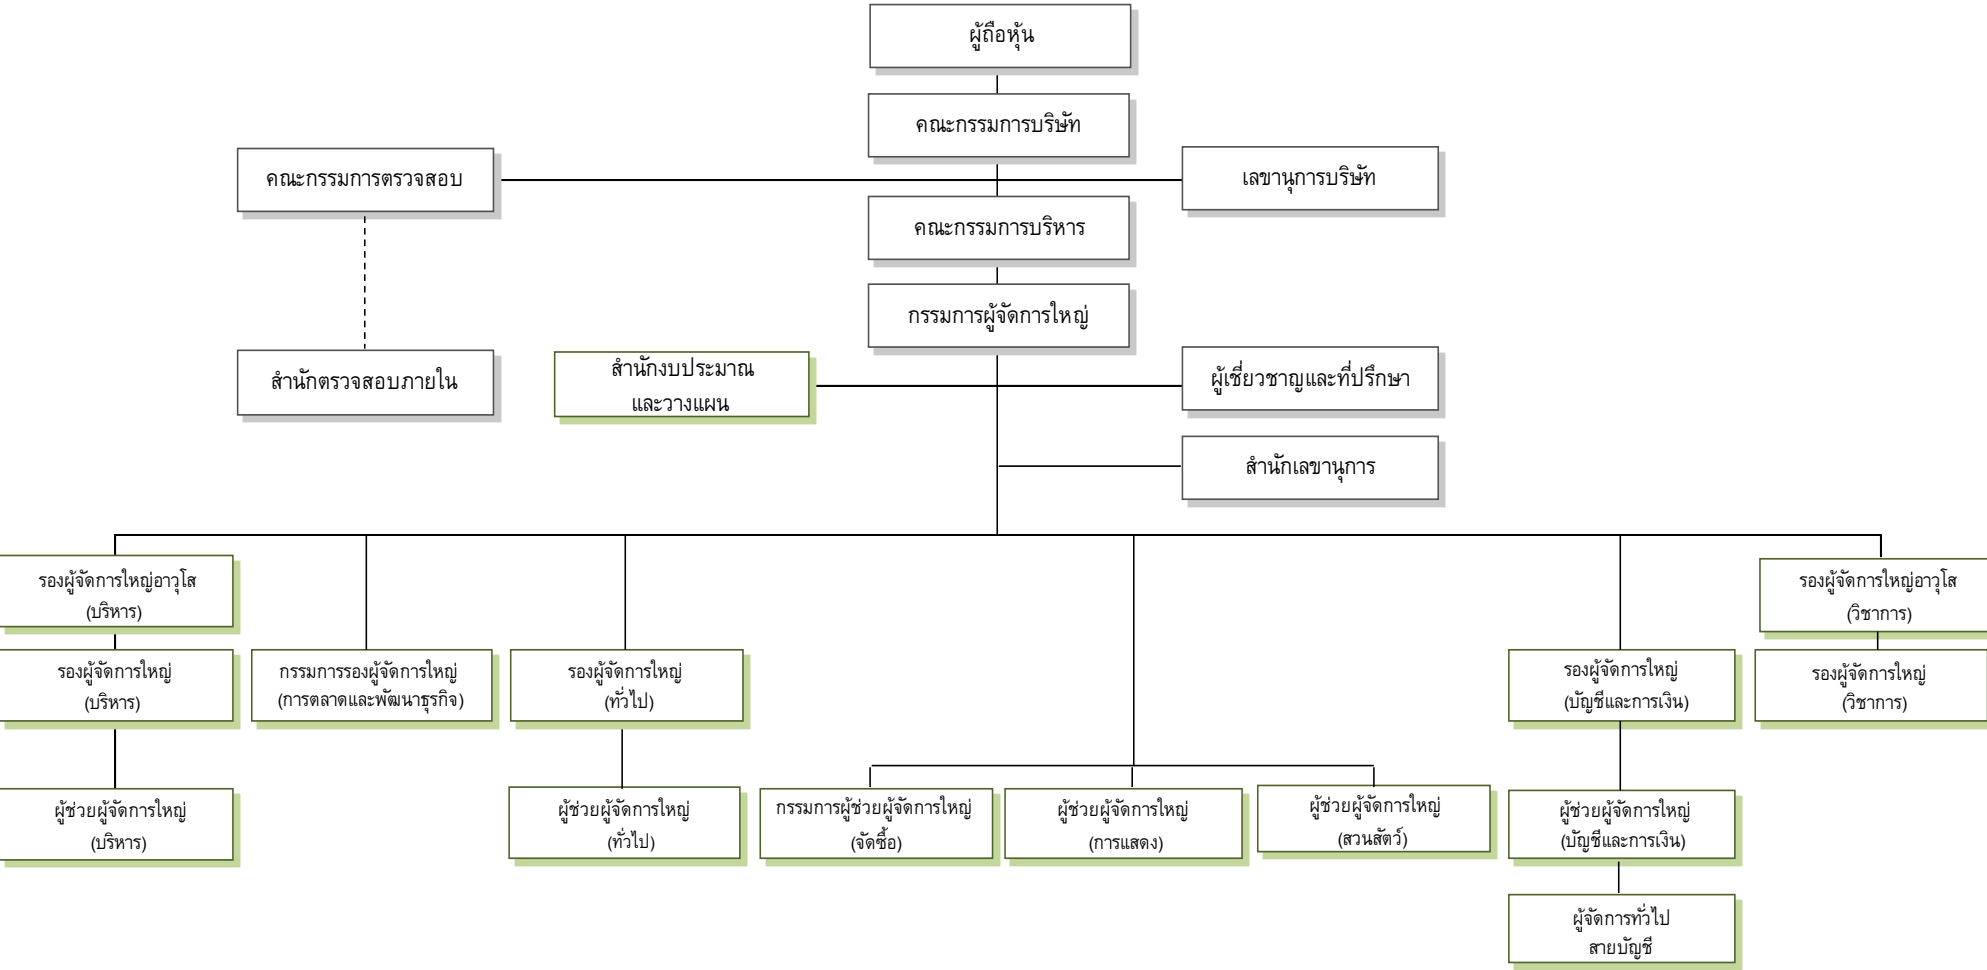 ผู้ถือหุ้น
คณะกรรมการบริษัท
คณะกรรมการตรวจสอบ
เลขานุการบริษัท
คณะกรรมการบริหาร
กรรมการผู้จัดการใหญ่
สำนักตรวจสอบภายใน
สำนักงบประมาณ
และวางแผน
ผู้เชี่ยวชาญและที่ปรึกษา
สำนักเลขานุการ
รองผู้จัดการใหญ่อาวุโส
(บริหาร)
รองผู้จัดการใหญ่อาวุโส
(วิชาการ)
รองผู้จัดการใหญ่
(บริหาร)
กรรมการรองผู้จัดการใหญ่
(การตลาดและพัฒนาธุรกิจ)
รองผู้จัดการใหญ่
(ทั่วไป)
รองผู้จัดการใหญ่
(บัญชีและการเงิน)
รองผู้จัดการใหญ่
(วิชาการ)
ผู้ช่วยผู้จัดการใหญ่
(บริหาร)
ผู้ช่วยผู้จัดการใหญ่
(ทั่วไป)
กรรมการผู้ช่วยผู้จัดการใหญ่
(จัดซื้อ)
ผู้ช่วยผู้จัดการใหญ่
(การแสดง)
ผู้ช่วยผู้จัดการใหญ่
(สวนสัตว์)
ผู้ช่วยผู้จัดการใหญ่
(บัญชีและการเงิน)
ผู้จัดการทั่วไป
สายบัญชี